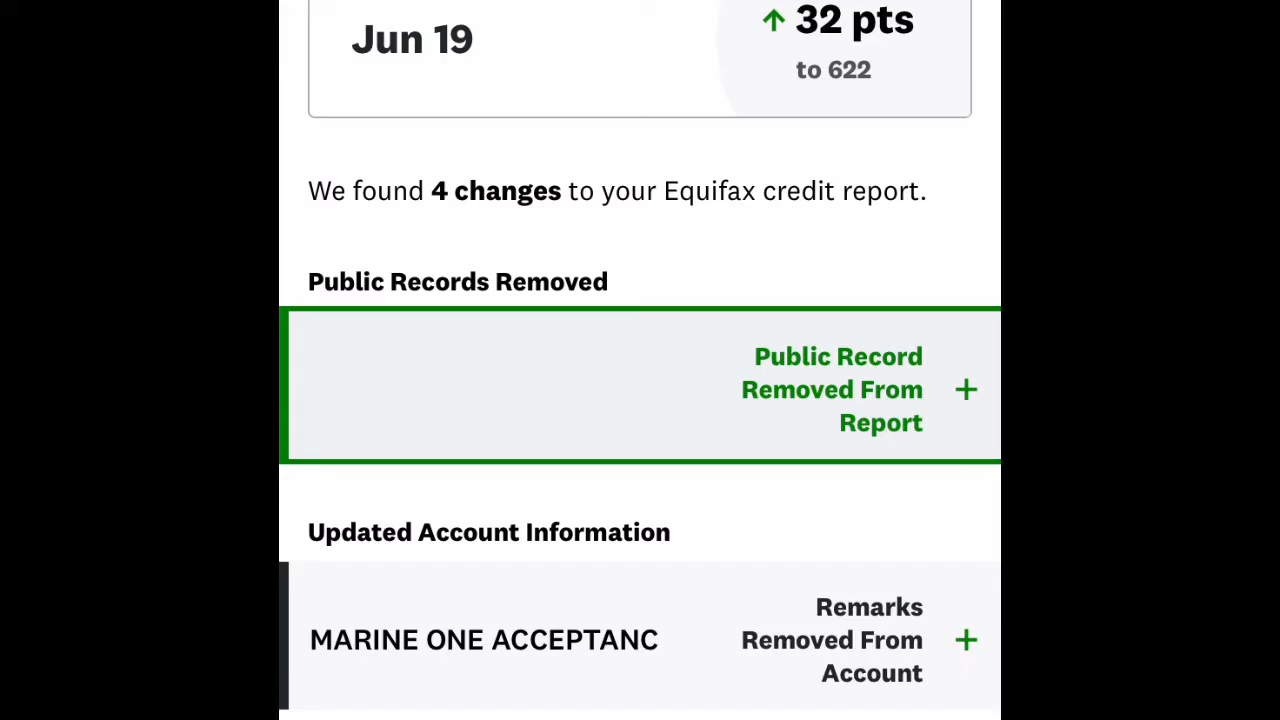 Jun 19
↑ 32 pts
to 622
We found 4 changes to your Equifax credit report.
Public Records Removed
Public Record
Removed From
Report
+
Updated Account Information
MARINE ONE ACCEPTANC
Remarks
Removed From
Account
+